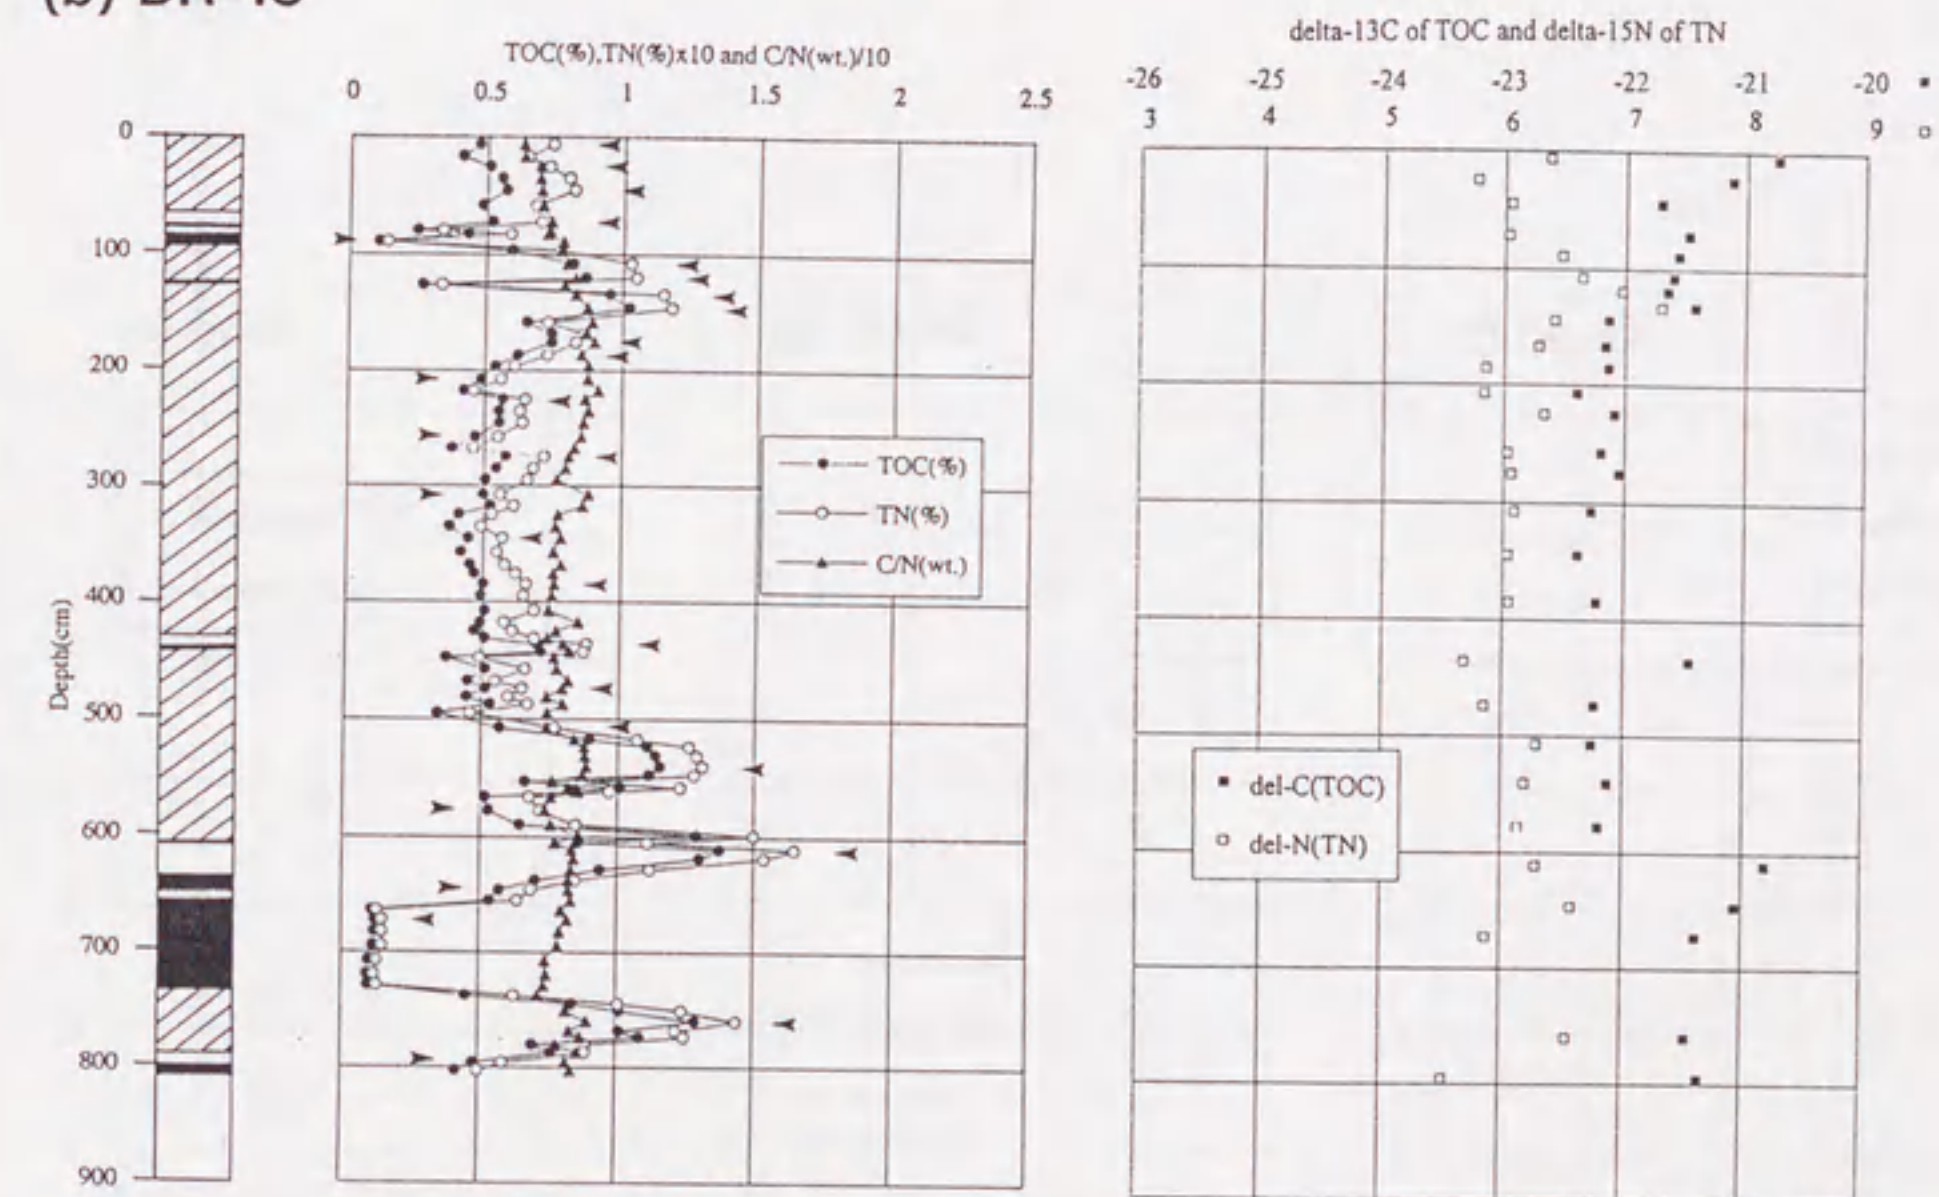 TOC(%),TN(%)x10 and C/N(wt.)/10
0 0.5 1 1.5 2 2.5
delta-13C of TOC and delta-15N of TN
-26 -25 -24 -23 -22 -21 -20
3 4 5 6 7 8 9
Depth(cm)
0
100
200
300
400
500
600
700
800
900
TOC(%)
TN(%)
C/N(wt.)
del-C(TOC)
del-N(TN)